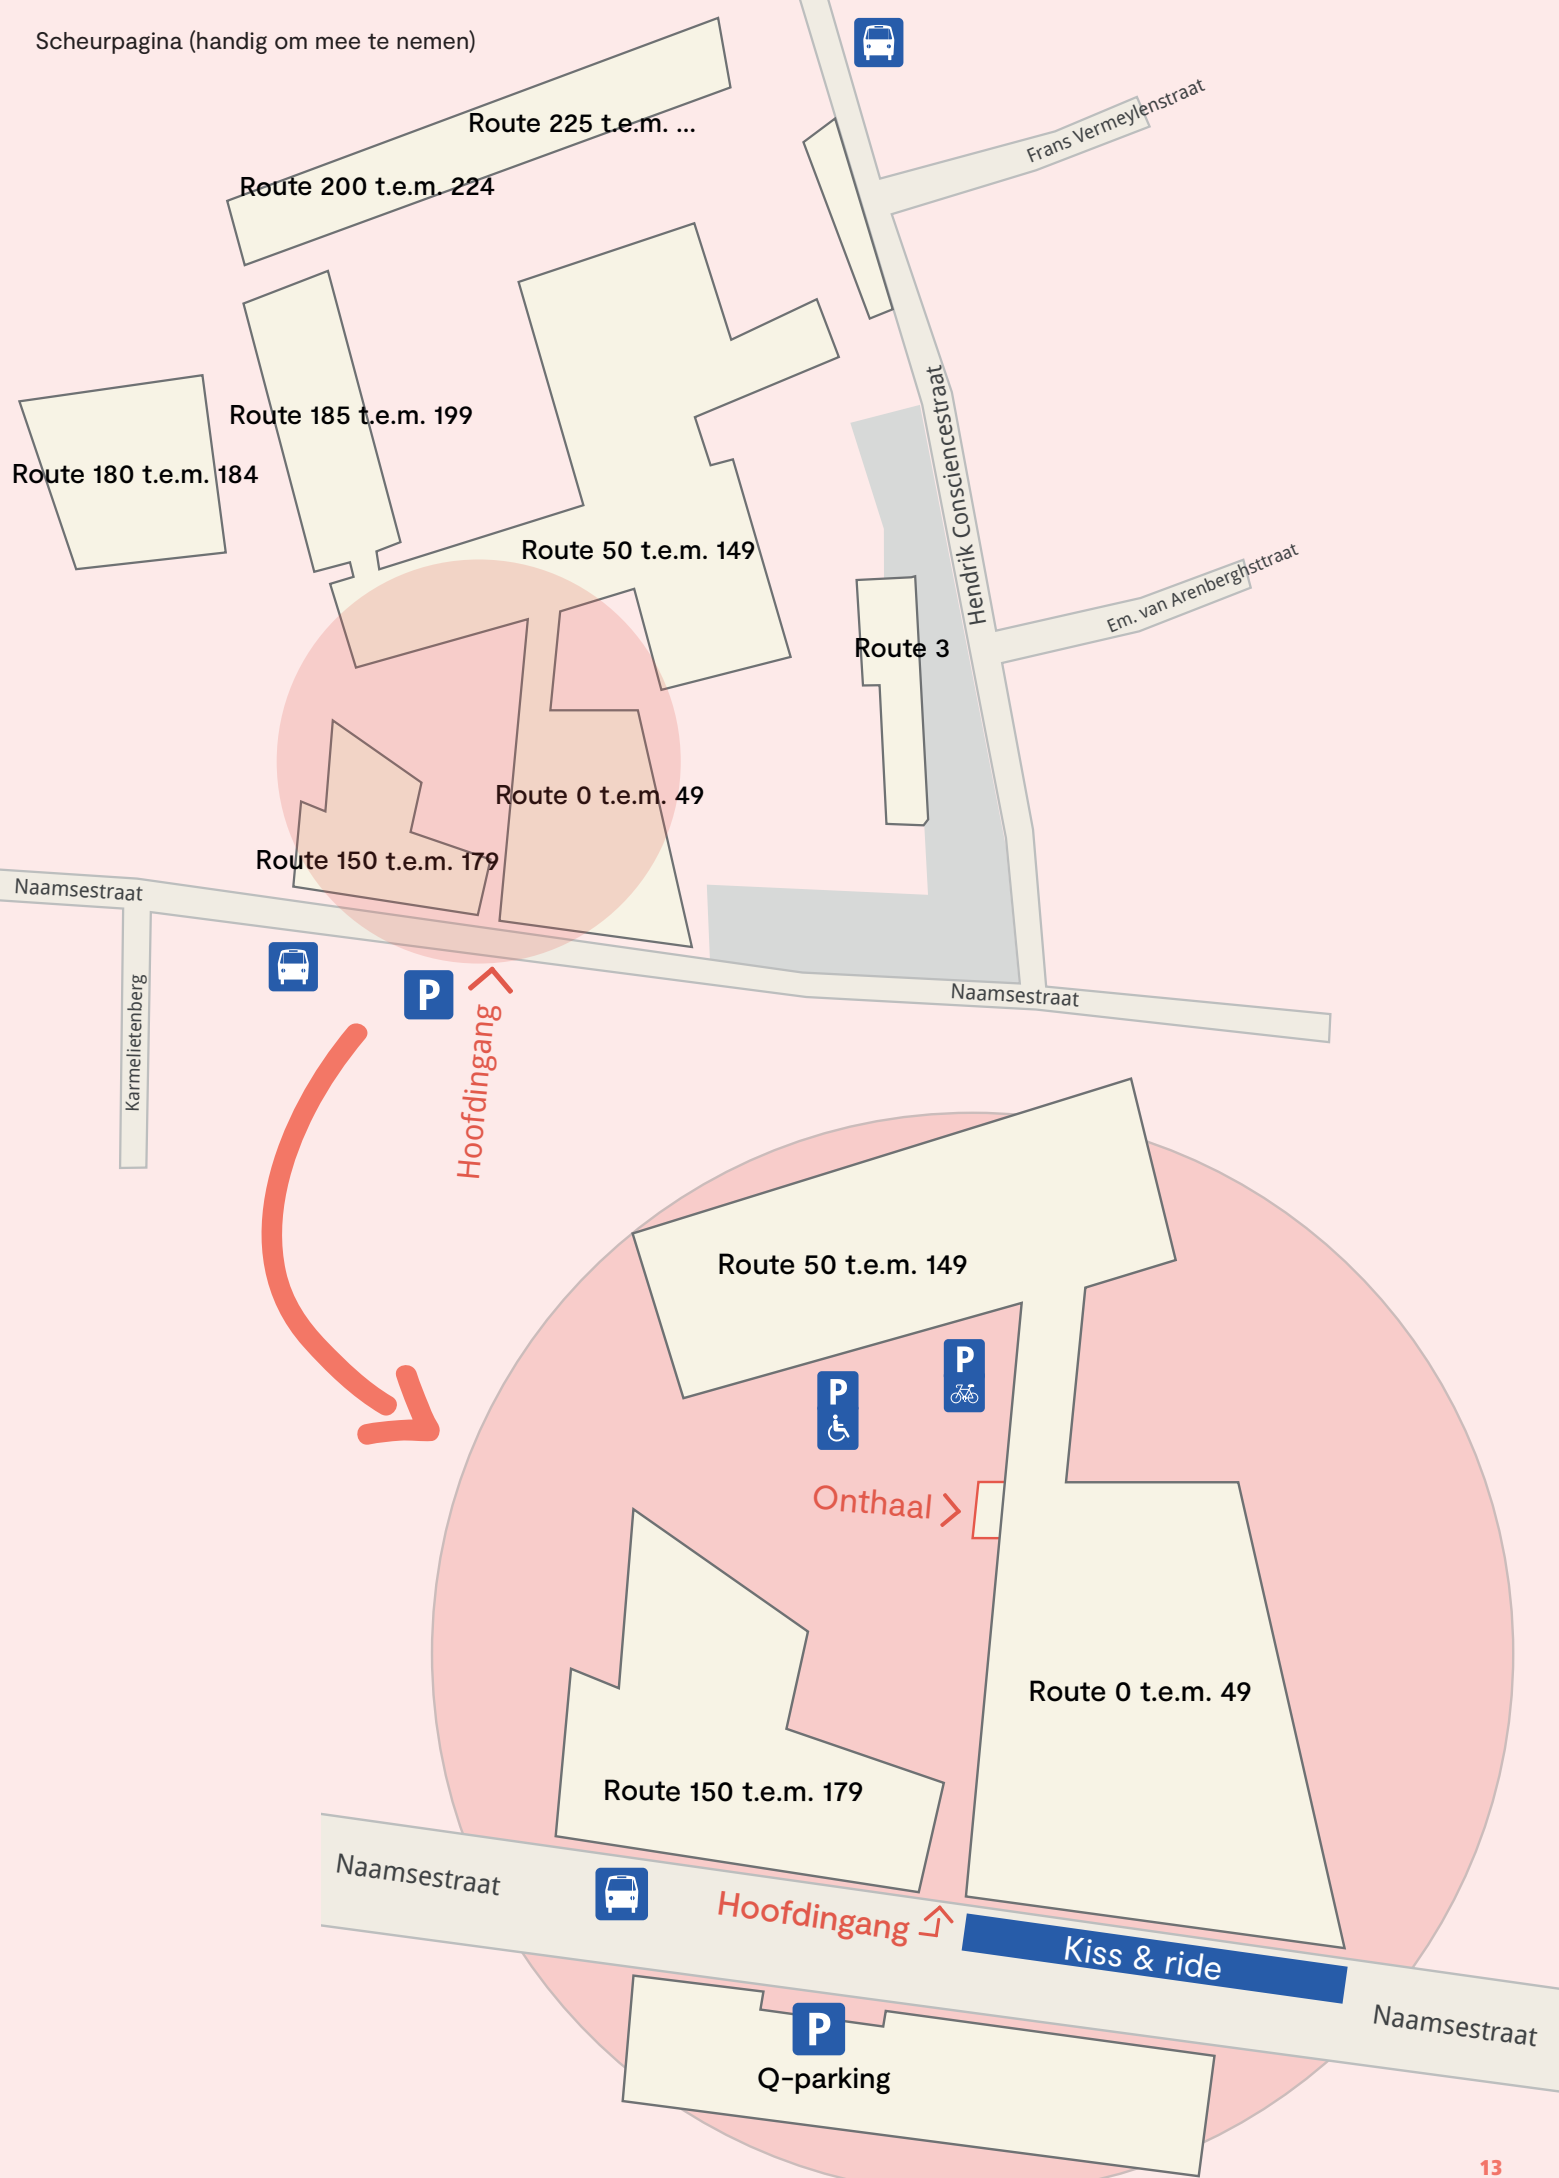 Scheurpagina (handig om mee te nemen)
Route 225 t.e.m. ...
Route 200 t.e.m. 224
Frans Vermeylenstraat
Hendrik Consciencestraat
Route 185 t.e.m. 199
Route 180 t.e.m. 184
Route 50 t.e.m. 149
Em. van Arenberghsttraat
Route 3
Route 0 t.e.m. 49
Route 150 t.e.m. 179
Naamsestraat
P
Naamsestraat
Karmelietenberg
Hoofdingang
Route 50 t.e.m. 149
P
P
Onthaal
Route 0 t.e.m. 49
Route 150 t.e.m. 179
Naamsestraat
Hoofdingang
Kiss & ride
Naamsestraat
P
Q-parking
13